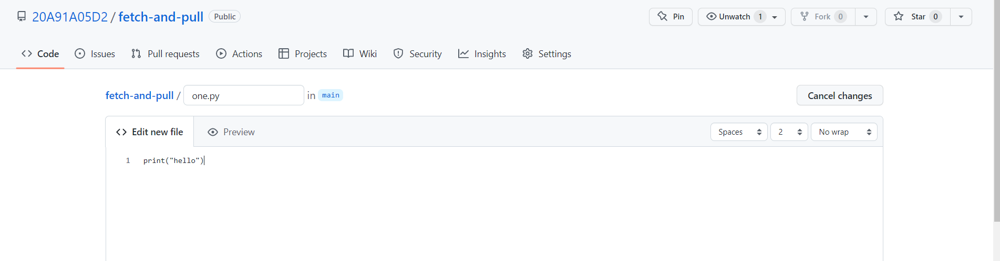 20A91A05D2 / fetch-and-pull Public Pin Unwatch 1 Fork 0 Star 0
Code Issues Pull requests Actions Projects Wiki Security Insights Settings
fetch-and-pull / one.py in main Cancel changes
Edit new file Preview Spaces 2 No wrap
1 print("hello")